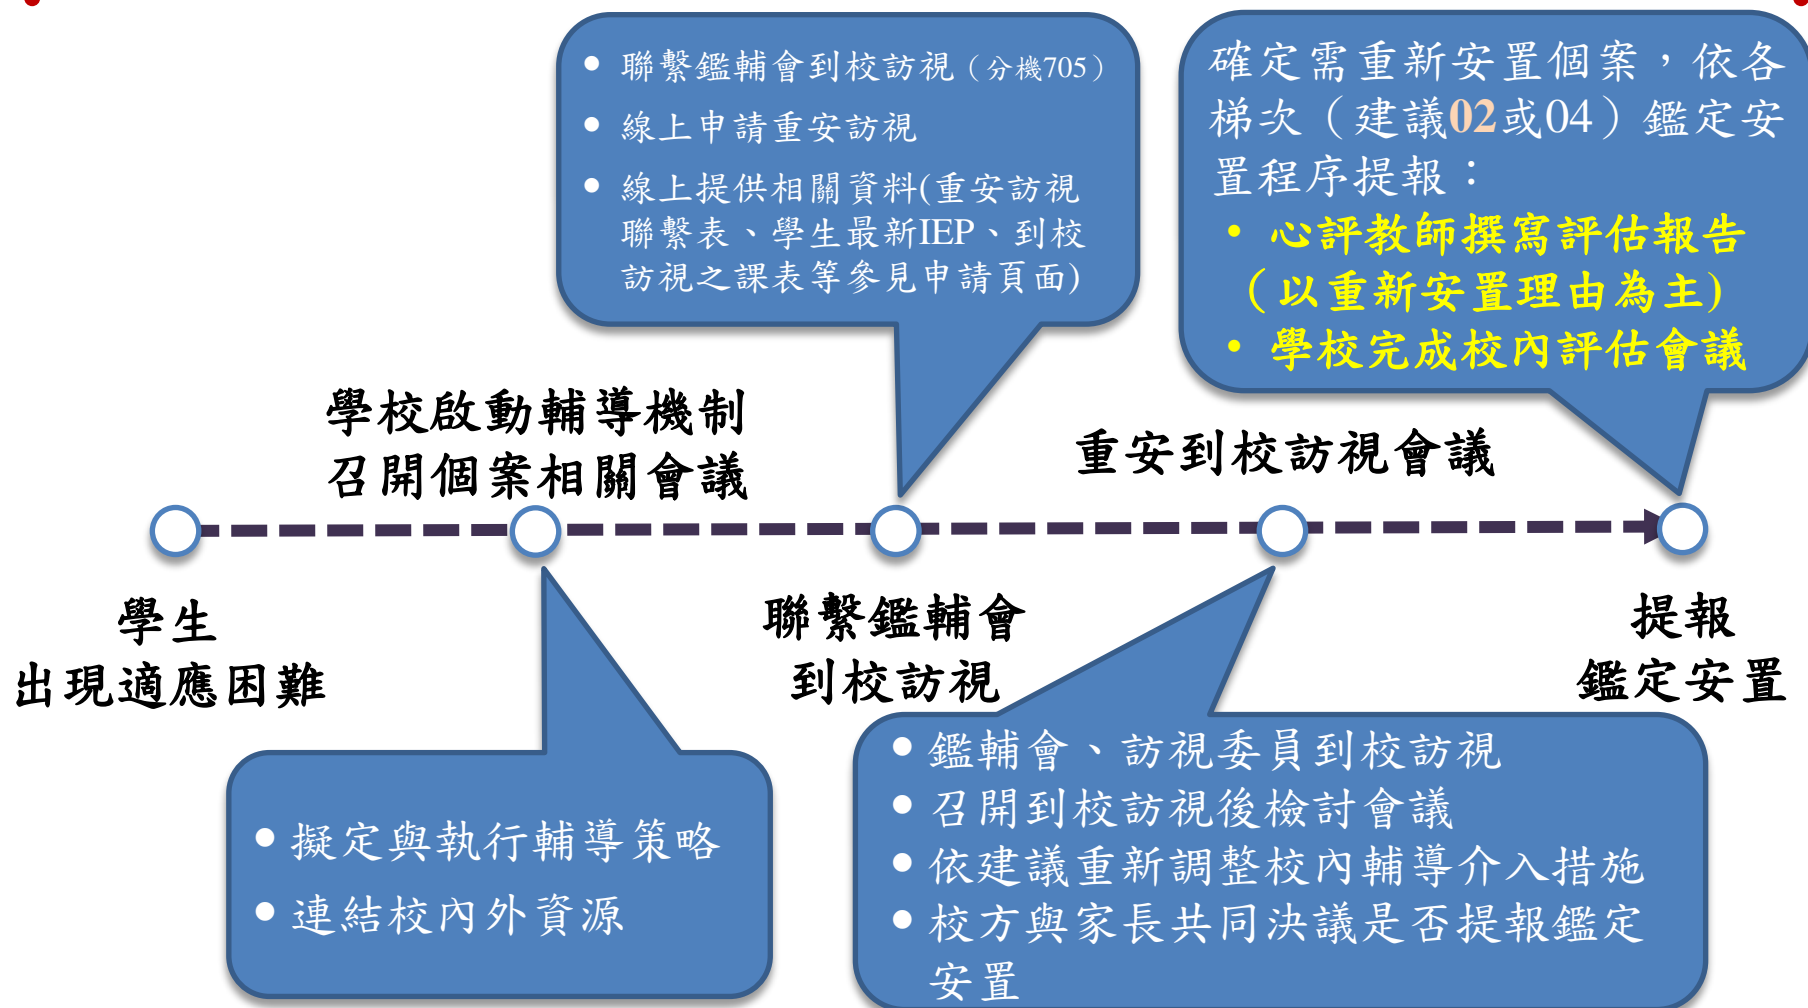 • 聯繫鑑輔會到校訪視（分機705）
• 線上申請重安訪視
• 線上提供相關資料(重安訪視
聯繫表、學生最新IEP、到校
訪視之課表等參見申請頁面)
確定需重新安置個案，依各
梯次（建議02或04）鑑定安
置程序提報：
• 心評教師撰寫評估報告
（以重新安置理由為主)
• 學校完成校內評估會議
學校啟動輔導機制
召開個案相關會議
重安到校訪視會議
學生
出現適應困難
聯繫鑑輔會
到校訪視
提報
鑑定安置
• 擬定與執行輔導策略
• 連結校內外資源
• 鑑輔會、訪視委員到校訪視
• 召開到校訪視後檢討會議
• 依建議重新調整校內輔導介入措施
• 校方與家長共同決議是否提報鑑定
安置